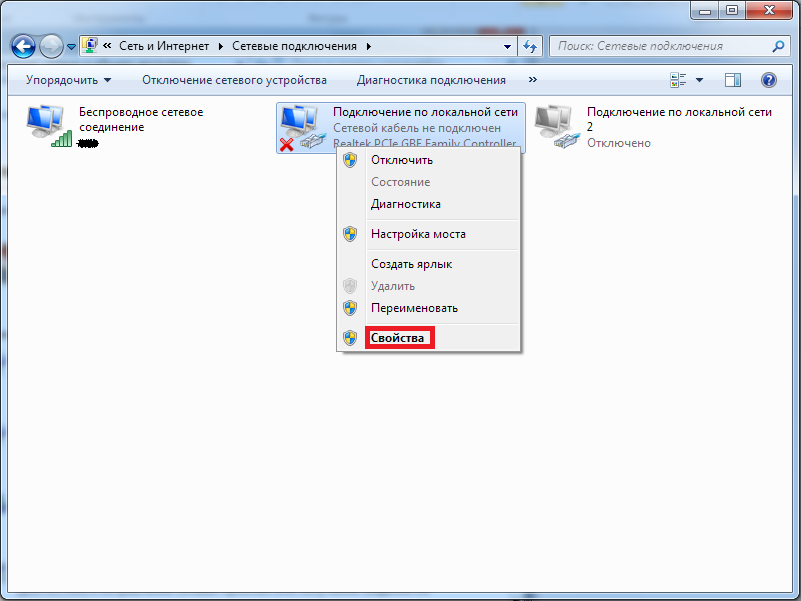 « Сеть и Интернет ▸ Сетевые подключения ▸
Поиск: Сетевые подключения
Упорядочить Отключение сетевого устройства Диагностика подключения »
Беспроводное сетевое
соединение
Подключение по локальной сети
Сетевой кабель не подключен
Realtek PCIe GBE Family Controller
Подключение по локальной сети
2
Отключено
Отключить
Состояние
Диагностика
Настройка моста
Создать ярлык
Удалить
Переименовать
Свойства